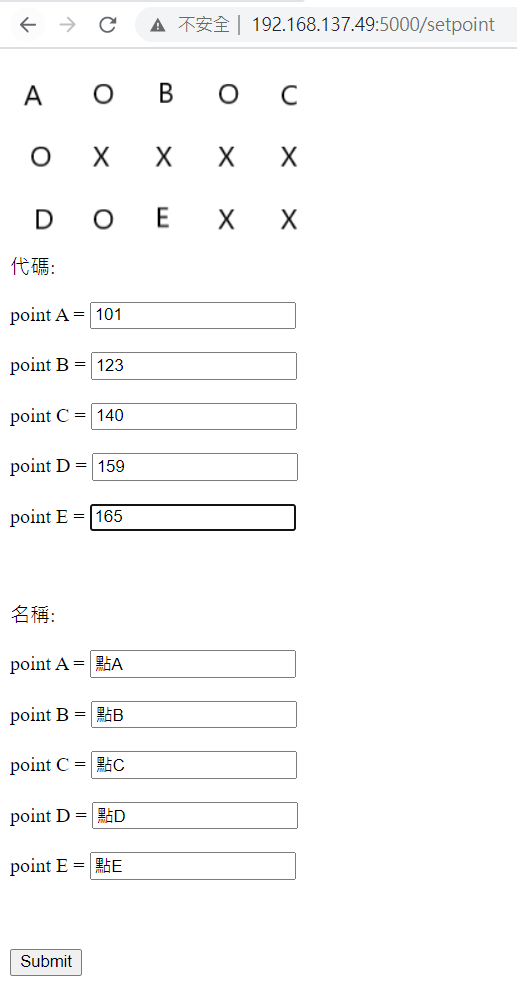 不安全 | 192.168.137.49:5000/setpoint
A O B O C
O X X X X
D O E X X
代碼:
point A = 101
point B = 123
point C = 140
point D = 159
point E = 165
名稱:
point A = 點A
point B = 點B
point C = 點C
point D = 點D
point E = 點E
Submit